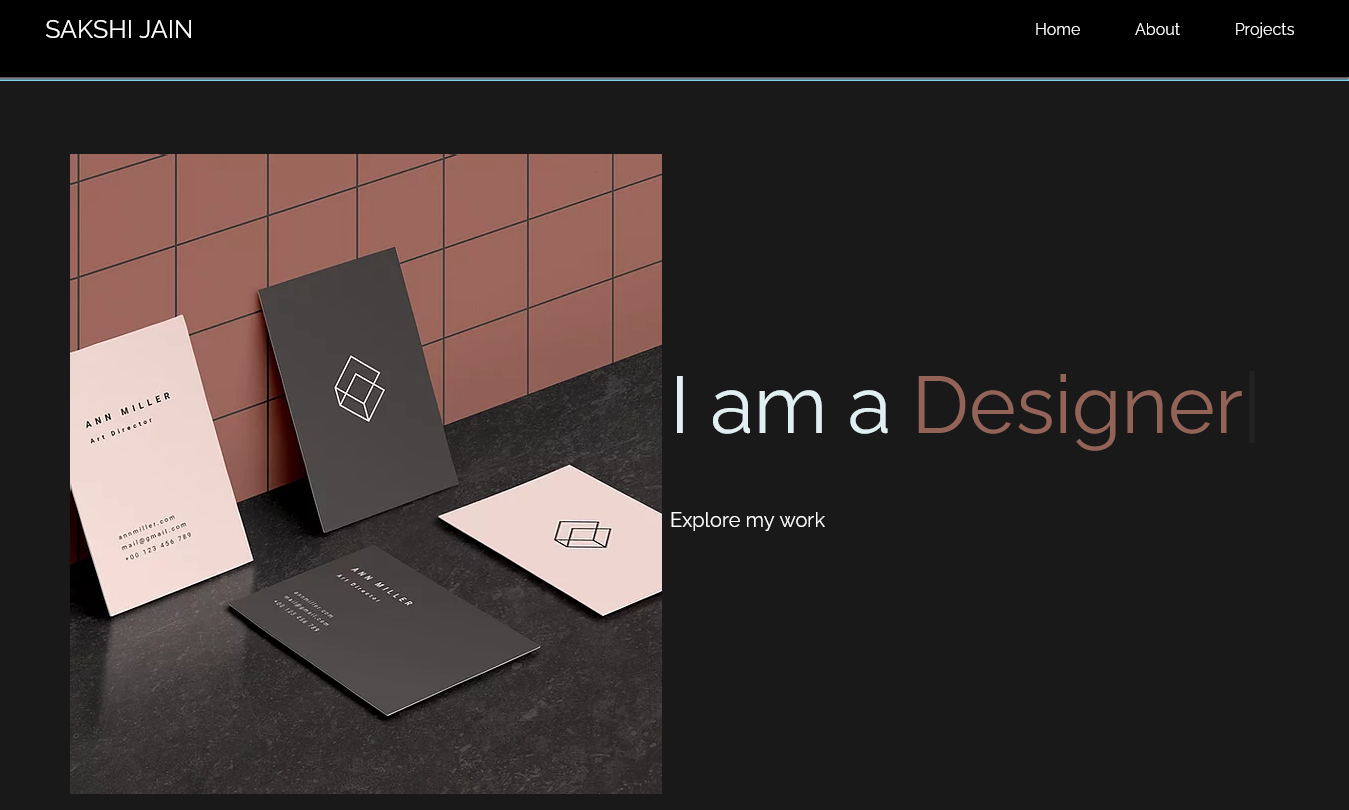 SAKSHI JAIN
Home
About
Projects
ANN MILLER
Art Director
annmiller.com
mail@gmail.com
+00 123 456 789
I am a Designer
Explore my work
ANN MILLER
Art Director
annmiller.com
mail@gmail.com
+00 123 456 789